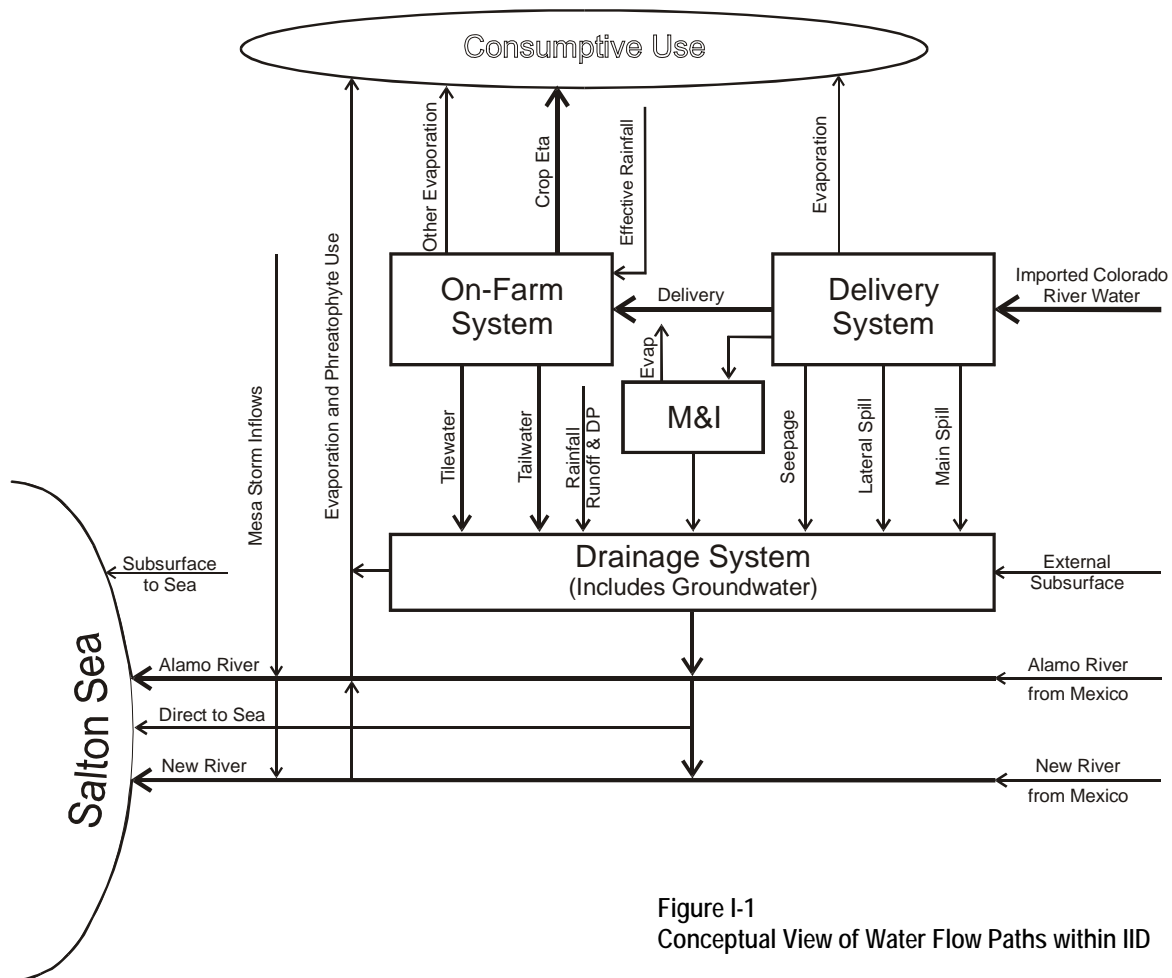 Consumptive Use
Other Evaporation
Crop Eta
Effective Rainfall
Evaporation
Evaporation and Phreatophyte Use
Mesa Storm Inflows
On-Farm
System
Delivery
Delivery
System
Imported Colorado
River Water
Evap
M&I
Tilewater
Tailwater
Rainfall
Runoff & DP
Seepage
Lateral Spill
Main Spill
Drainage System
(Includes Groundwater)
External
Subsurface
Subsurface
to Sea
Salton Sea
Alamo River
Alamo River
from Mexico
Direct to Sea
New River
New River
from Mexico
Figure I-1
Conceptual View of Water Flow Paths within IID